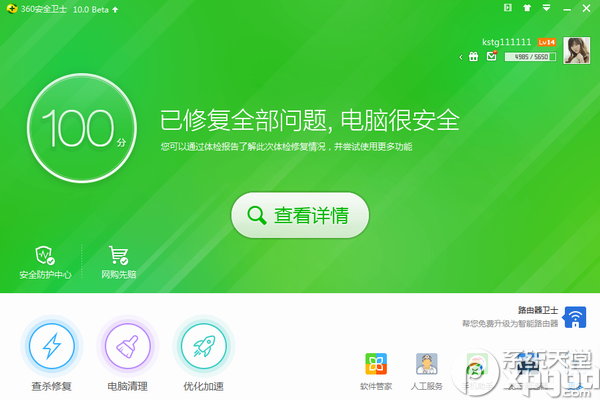 360安全卫士 10.0 Beta
kstg111111 Lv14
4985 / 5650
100分
已修复全部问题, 电脑很安全
您可以通过体检报告了解此次体检修复情况，并尝试使用更多功能
查看详情
安全防护中心 网购先赔
路由器卫士
帮您免费升级为智能路由器
查杀修复 电脑清理 优化加速
软件管家 人工服务
系统天堂